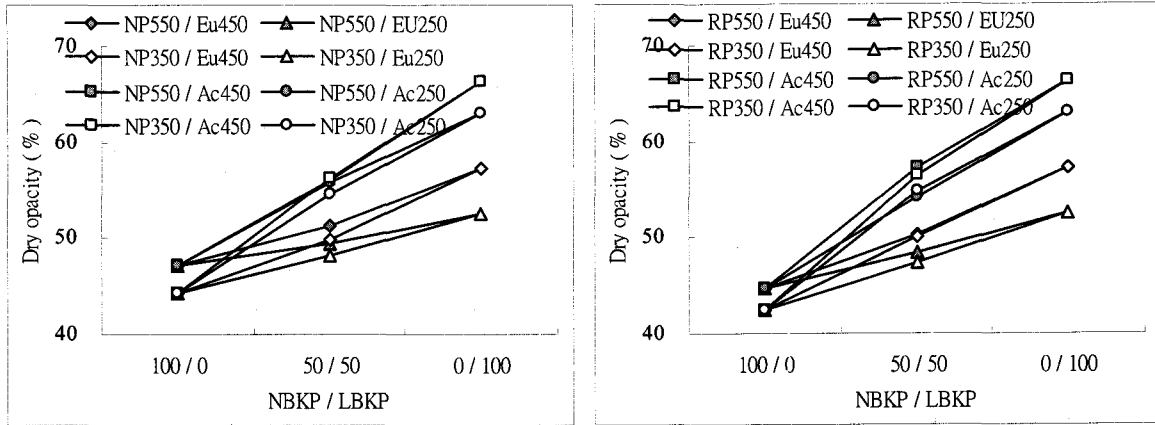 NP550 / Eu450 NP550 / EU250
70
NP350 / Eu450 NP350 / Eu250
NP550 / Ac450 NP550 / Ac250
NP350 / Ac450 NP350 / Ac250
60
50
40
Dry opacity ( % )
100 / 0 50 / 50 0 / 100
NBKP / LBKP
RP550 / Eu450 RP550 / EU250
70
RP350 / Eu450 RP350 / Eu250
RP550 / Ac450 RP550 / Ac250
RP350 / Ac450 RP350 / Ac250
60
50
40
Dry opacity ( % )
100 / 0 50 / 50 0 / 100
NBKP / LBKP